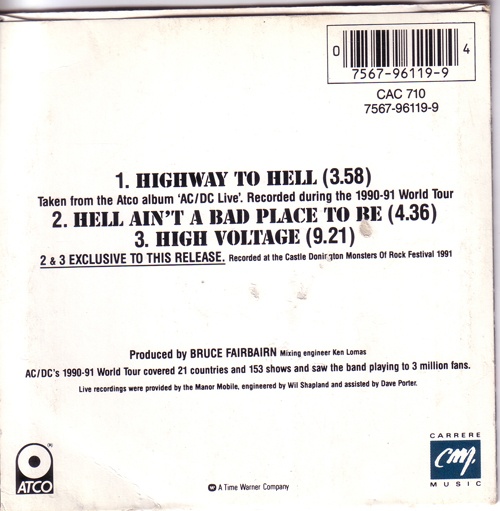 0 4
7567-96119-9
CAC 710
7567-96119-9
1. HIGHWAY TO HELL (3.58)
Taken from the Atco album 'AC/DC Live'. Recorded during the 1990-91 World Tour
2. HELL AIN'T A BAD PLACE TO BE (4.36)
3. HIGH VOLTAGE (9.21)
2 & 3 EXCLUSIVE TO THIS RELEASE. Recorded at the Castle Donington Monsters Of Rock Festival 1991
Produced by BRUCE FAIRBAIRN Mixing engineer Ken Lomas
AC/DC's 1990-91 World Tour covered 21 countries and 153 shows and saw the band playing to 3 million fans.
Live recordings were provided by the Manor Mobile, engineered by Wil Shapland and assisted by Dave Porter.
ATCO ®
A Time Warner Company
CARRERE
cm.
MUSIC